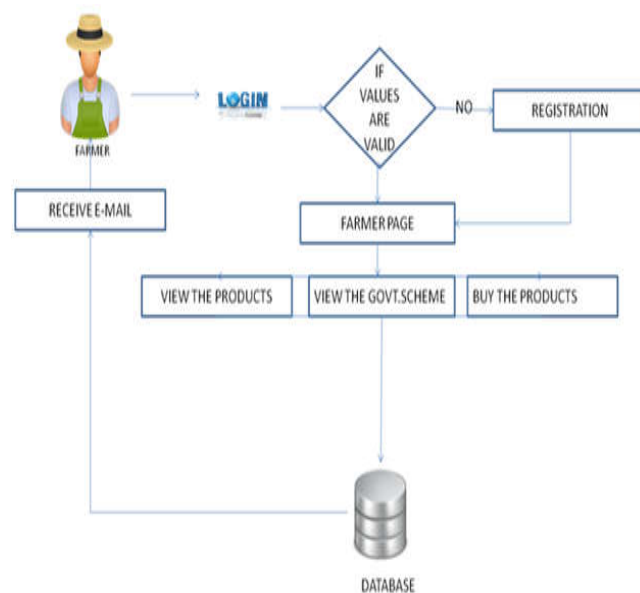 LOGIN
IF
VALUES
ARE
VALID
NO
REGISTRATION
FARMER
RECEIVE E-MAIL
FARMER PAGE
VIEW THE PRODUCTS
VIEW THE GOVT.SCHEME
BUY THE PRODUCTS
DATABASE